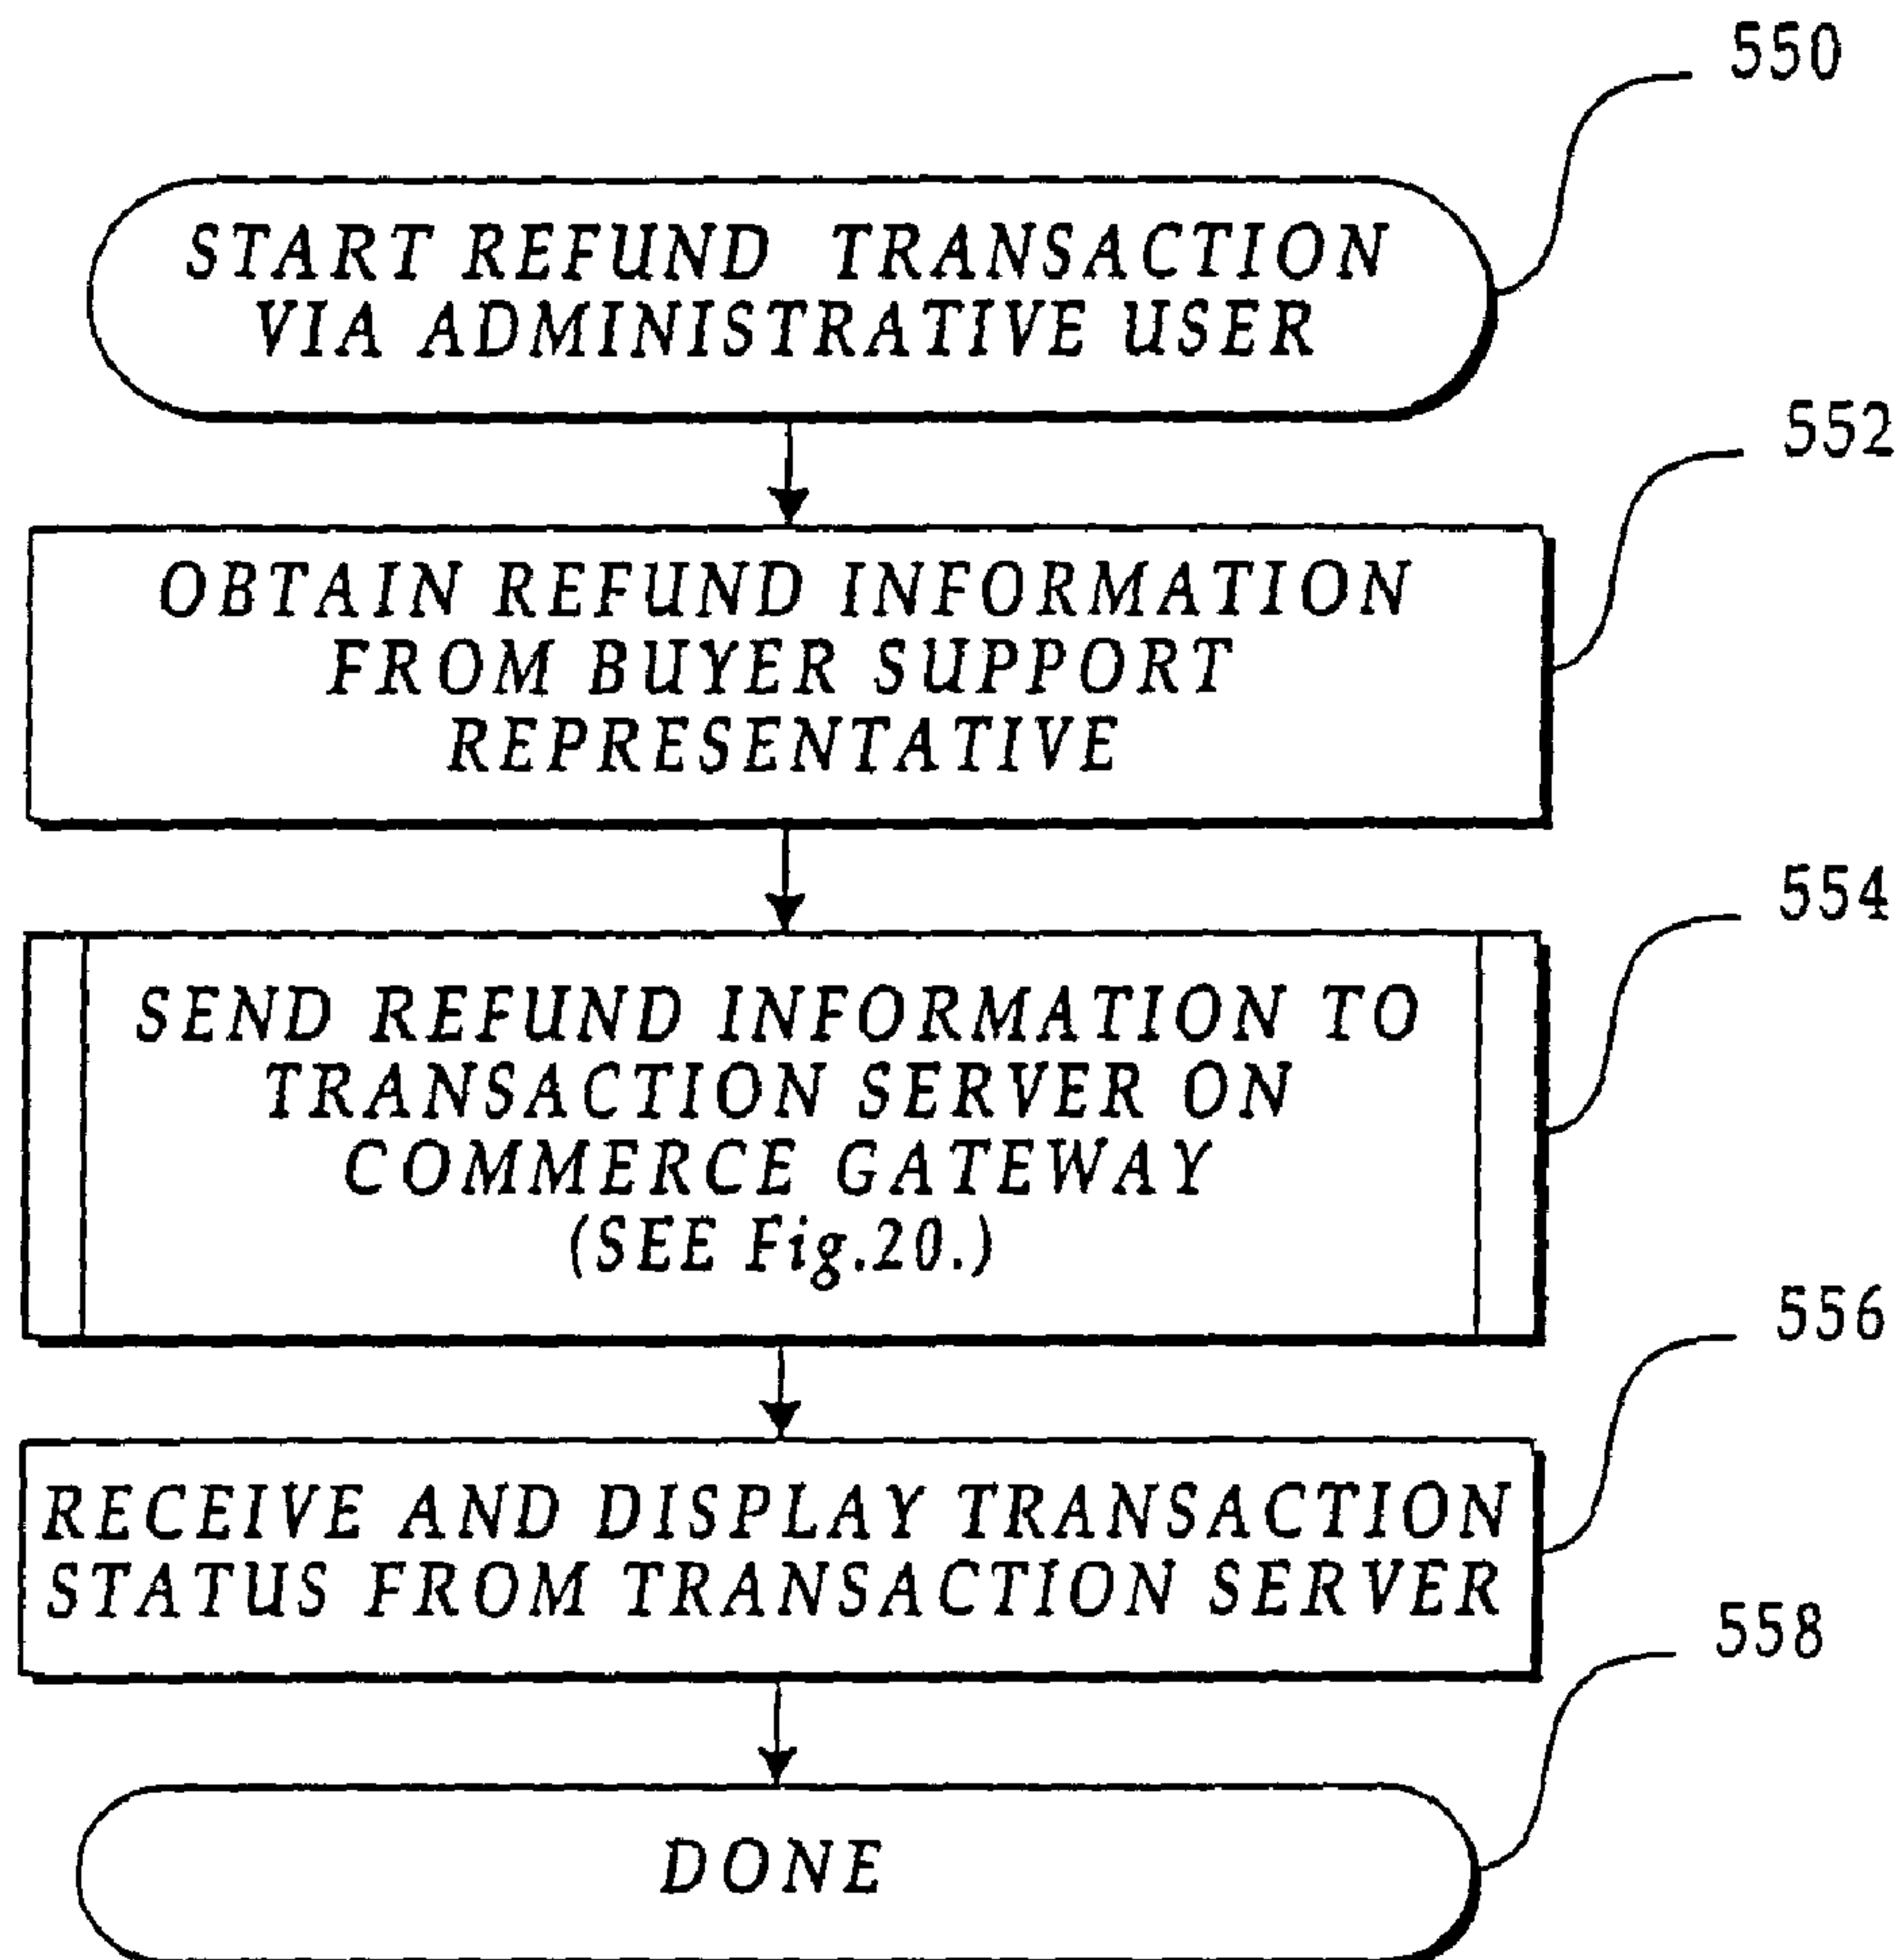 550
START REFUND TRANSACTION
VIA ADMINISTRATIVE USER
552
OBTAIN REFUND INFORMATION
FROM BUYER SUPPORT
REPRESENTATIVE
554
SEND REFUND INFORMATION TO
TRANSACTION SERVER ON
COMMERCE GATEWAY
(SEE Fig.20.)
556
RECEIVE AND DISPLAY TRANSACTION
STATUS FROM TRANSACTION SERVER
558
DONE